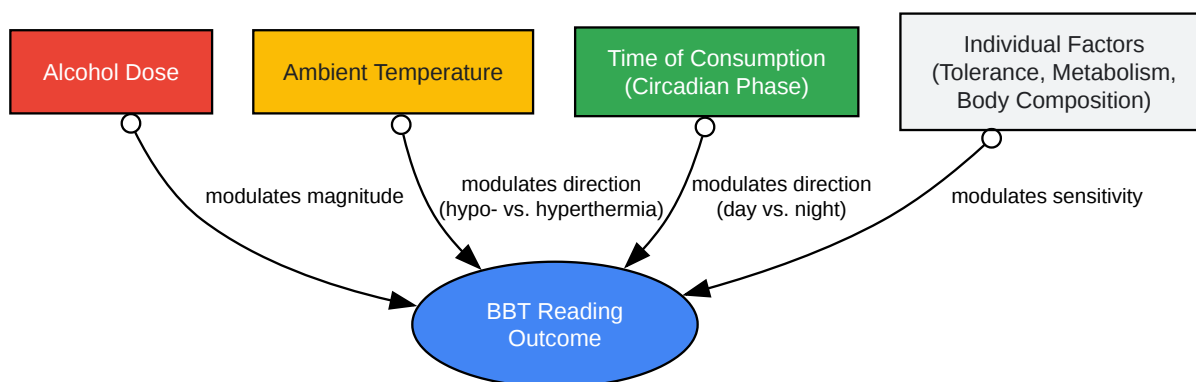 Alcohol Dose
Ambient Temperature
Time of Consumption
(Circadian Phase)
Individual Factors
(Tolerance, Metabolism,
Body Composition)
modulates magnitude
modulates direction
(hypo- vs. hyperthermia)
modulates direction
(day vs. night)
modulates sensitivity
BBT Reading
Outcome